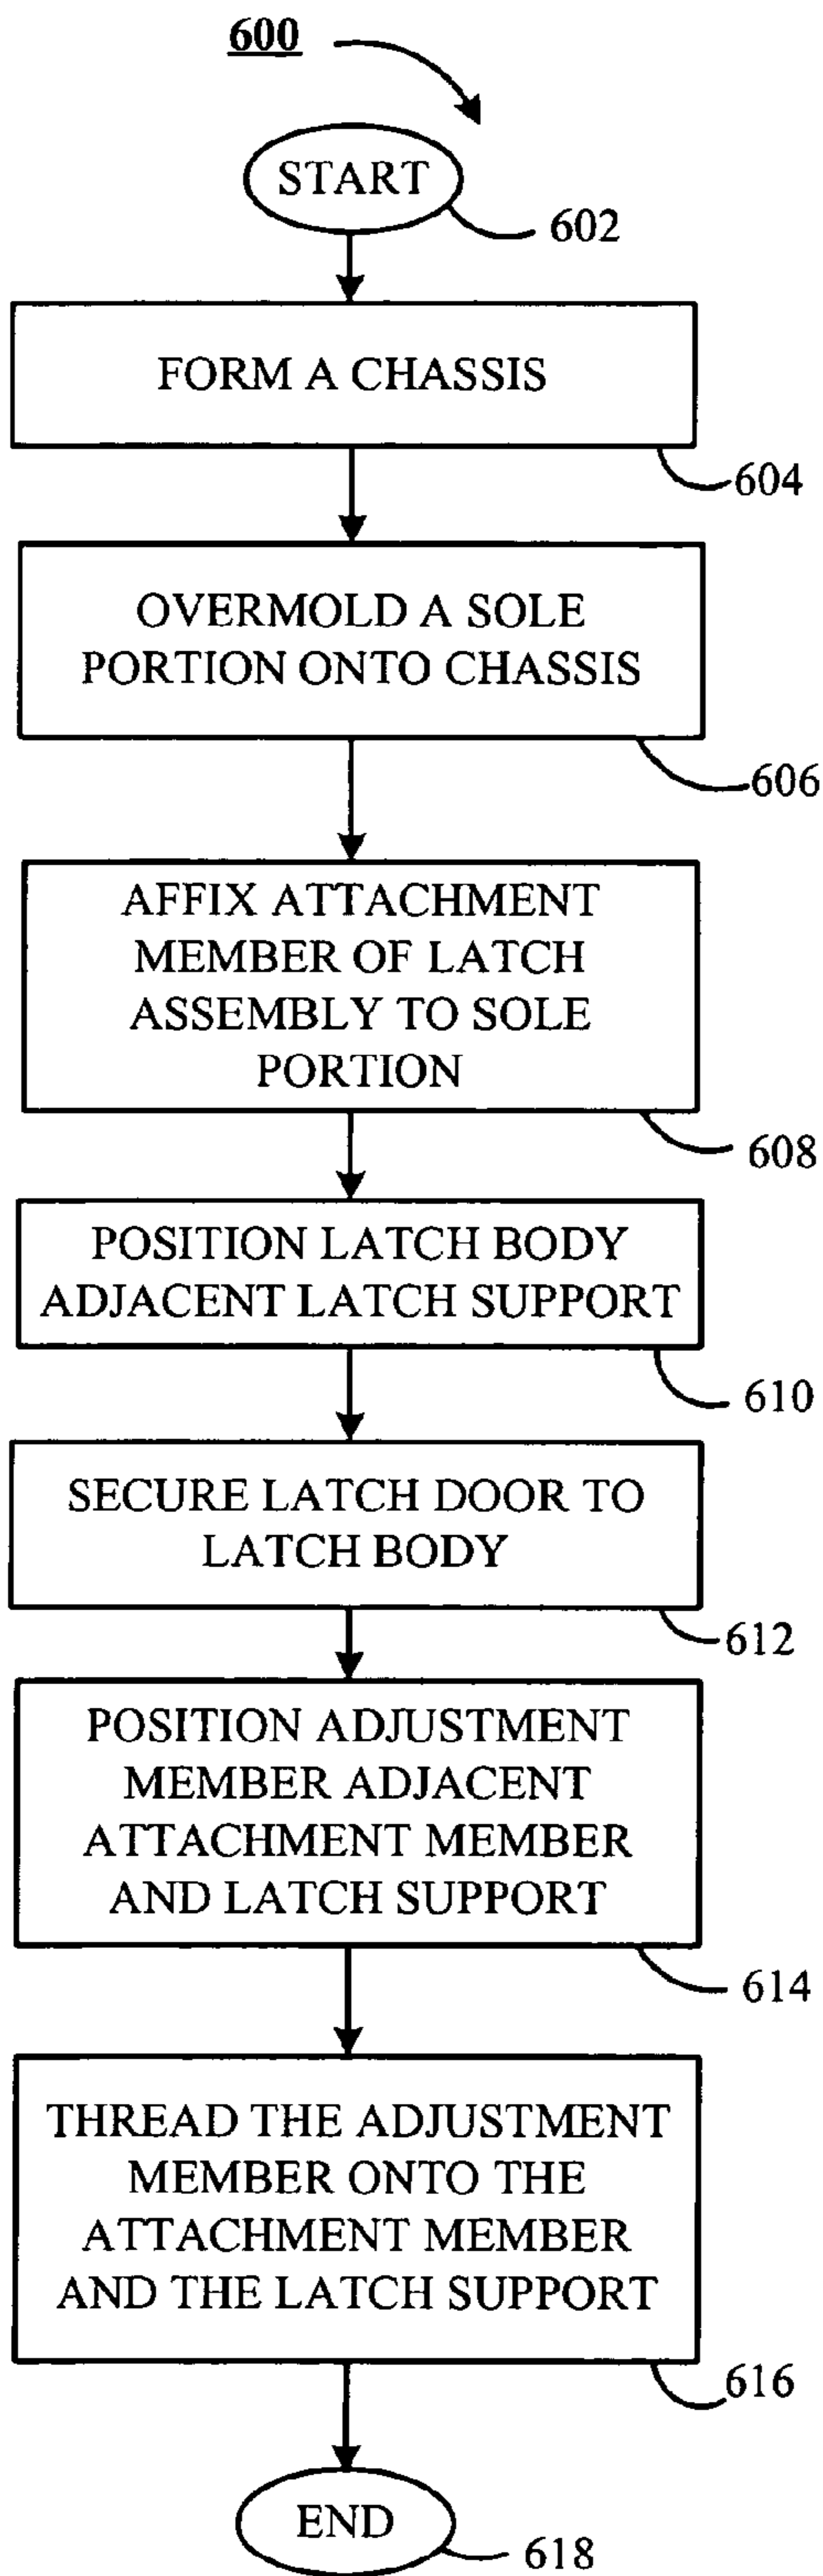 600
START
602
FORM A CHASSIS
604
OVERMOLD A SOLE
PORTION ONTO CHASSIS
606
AFFIX ATTACHMENT
MEMBER OF LATCH
ASSEMBLY TO SOLE
PORTION
608
POSITION LATCH BODY
ADJACENT LATCH SUPPORT
610
SECURE LATCH DOOR TO
LATCH BODY
612
POSITION ADJUSTMENT
MEMBER ADJACENT
ATTACHMENT MEMBER
AND LATCH SUPPORT
614
THREAD THE ADJUSTMENT
MEMBER ONTO THE
ATTACHMENT MEMBER
AND THE LATCH SUPPORT
616
END
618